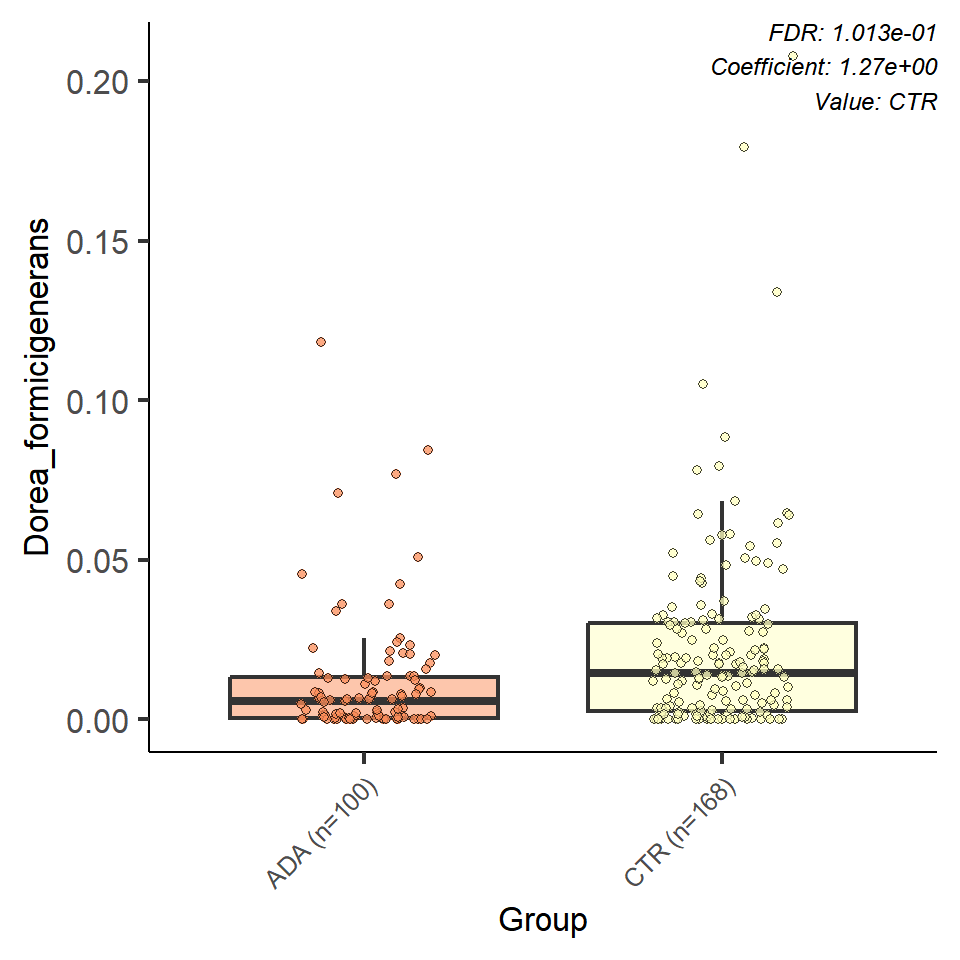 FDR: 1.013e-01
Coefficient: 1.27e+00
Value: CTR
0.20
0.15
0.10
0.05
0.00
Dorea_formicigenerans
ADA (n=100)
CTR (n=168)
Group